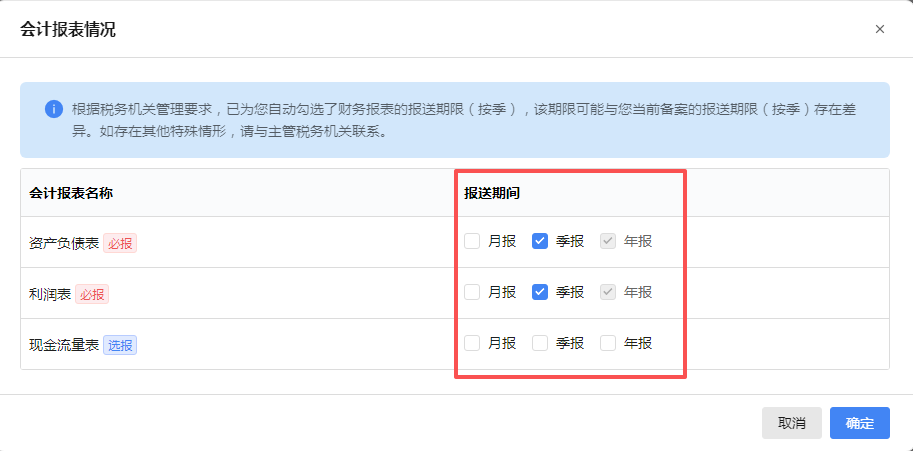 会计报表情况
根据税务机关管理要求，已为您自动勾选了财务报表的报送期限（按季），该期限可能与您当前备案的报送期限（按季）存在差
异。如存在其他特殊情形，请与主管税务机关联系。
会计报表名称 报送期间
资产负债表 必报 月报 季报 年报
利润表 必报 月报 季报 年报
现金流量表 选报 月报 季报 年报
取消 确定